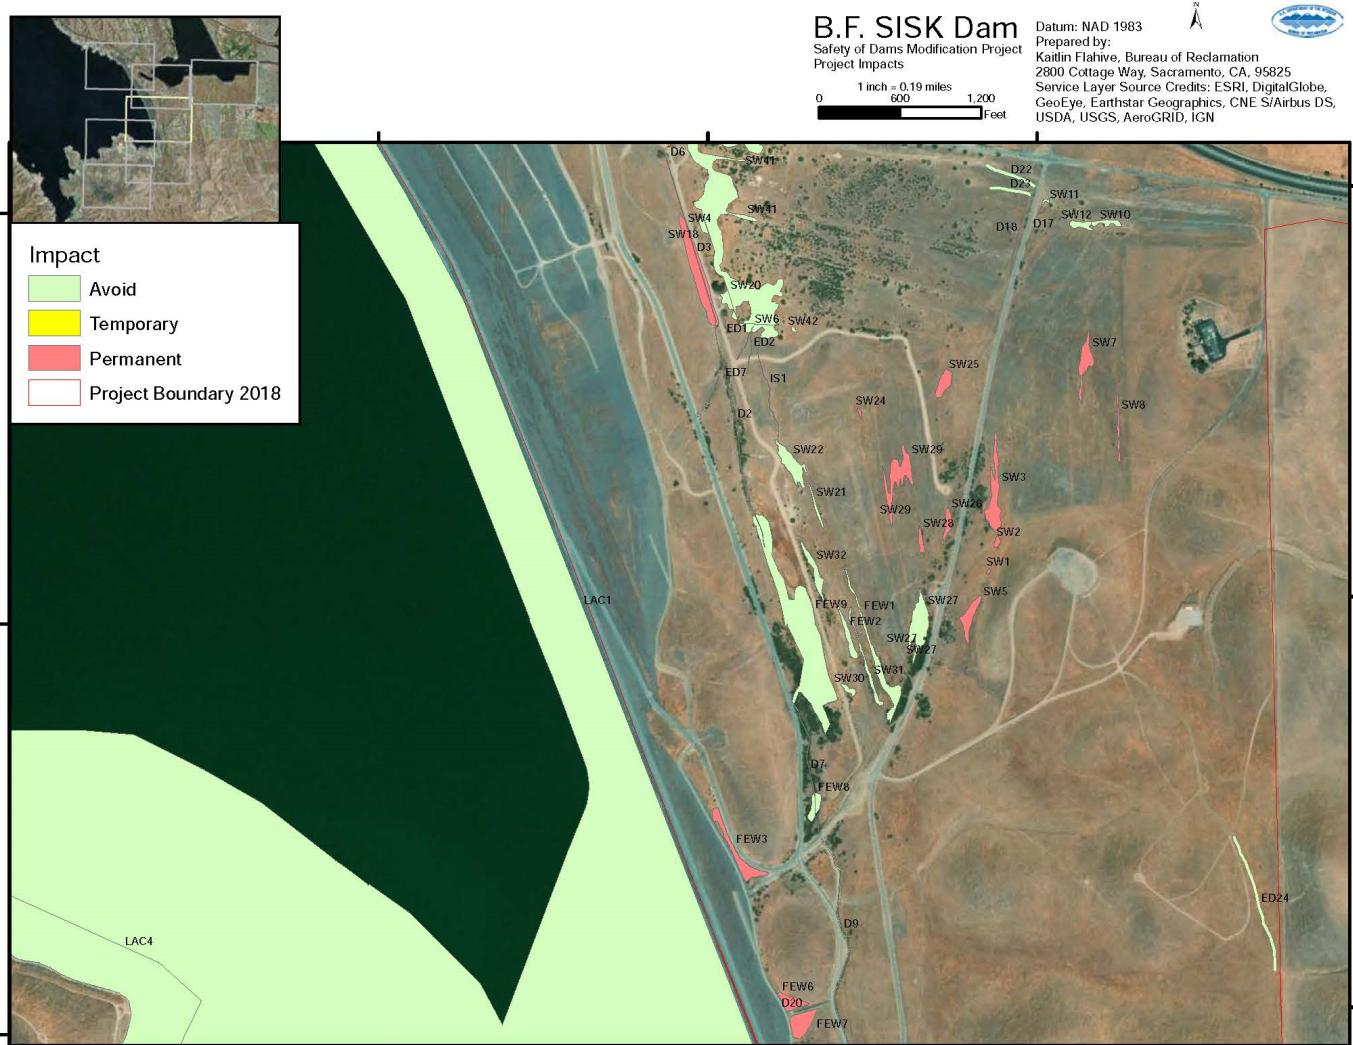 B.F. SISK Dam
Safety of Dams Modification Project
Project Impacts
1 inch = 0.19 miles
0 600 1,200
Feet
Datum: NAD 1983
Prepared by:
Kaitlin Flahive, Bureau of Reclamation
2800 Cottage Way, Sacramento, CA, 95825
Service Layer Source Credits: ESRI, DigitalGlobe,
GeoEye, Earthstar Geographics, CNE S/Airbus DS,
USDA, USGS, AeroGRID, IGN
N
Impact
Avoid
Temporary
Permanent
Project Boundary 2018
D6
SW41
D22
D23
SW11
SW41
SW4
SW12
SW10
SW18
D3
D18
D17
SW20
SW6
SW42
ED1
ED2
SW7
ED7
IS1
SW25
D2
SW24
SW8
SW22
SW29
SW3
SW21
SW29
SW26
SW28
SW2
SW32
SW1
LAC1
FEW9
FEW1
SW27
SW5
FEW2
SW27
SW27
SW30
SW31
D7
FEW8
FEW3
ED24
D9
LAC4
FEW6
D20
FEW7